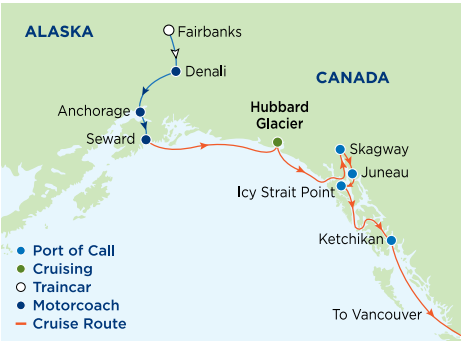 ALASKA
Fairbanks
Denali
CANADA
Anchorage
Hubbard
Glacier
Seward
Skagway
Juneau
Icy Strait Point
Ketchikan
Port of Call
Cruising
Traincar
Motorcoach
Cruise Route
To Vancouver